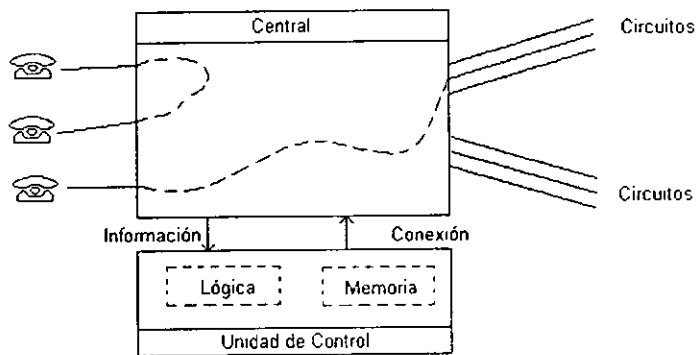 Central
Circuitos
Circuitos
Información
Conexión
Lógica
Memoria
Unidad de Control